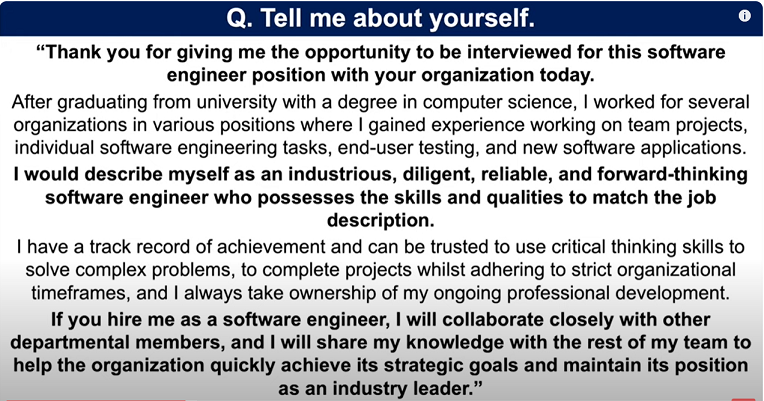 Q. Tell me about yourself.
“Thank you for giving me the opportunity to be interviewed for this software
engineer position with your organization today.
After graduating from university with a degree in computer science, I worked for several
organizations in various positions where I gained experience working on team projects,
individual software engineering tasks, end-user testing, and new software applications.
I would describe myself as an industrious, diligent, reliable, and forward-thinking
software engineer who possesses the skills and qualities to match the job
description.
I have a track record of achievement and can be trusted to use critical thinking skills to
solve complex problems, to complete projects whilst adhering to strict organizational
timeframes, and I always take ownership of my ongoing professional development.
If you hire me as a software engineer, I will collaborate closely with other
departmental members, and I will share my knowledge with the rest of my team to
help the organization quickly achieve its strategic goals and maintain its position
as an industry leader.”